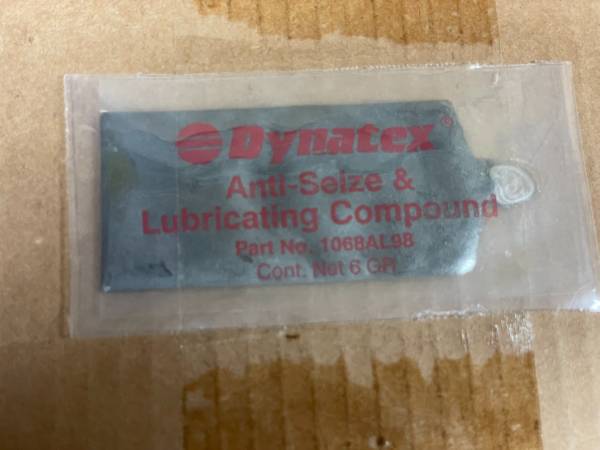 Dynatex®
Anti-Seize &
Lubricating Compound
Part No. 1068AL98
Cont. Net 6 GR